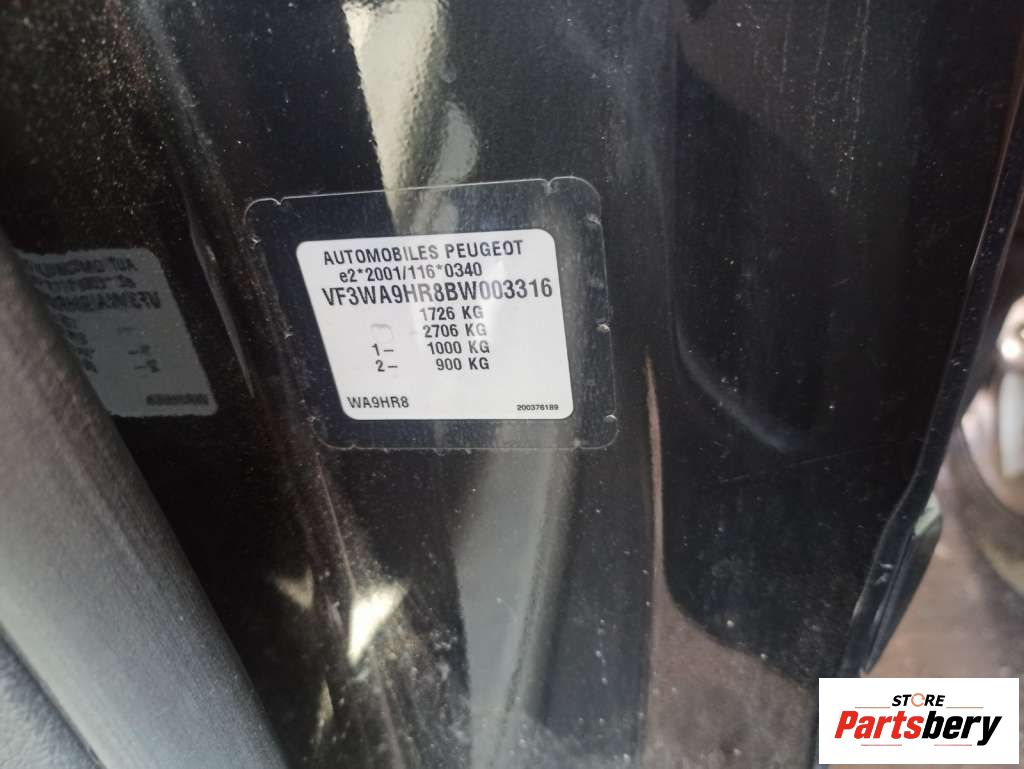 AUTOMOBILES PEUGEOT
e2*2001/116*0340
VF3WA9HR8BW003316
1726 KG
2706 KG
1- 1000 KG
2- 900 KG
WA9HR8 200376189
STORE
Partsbery